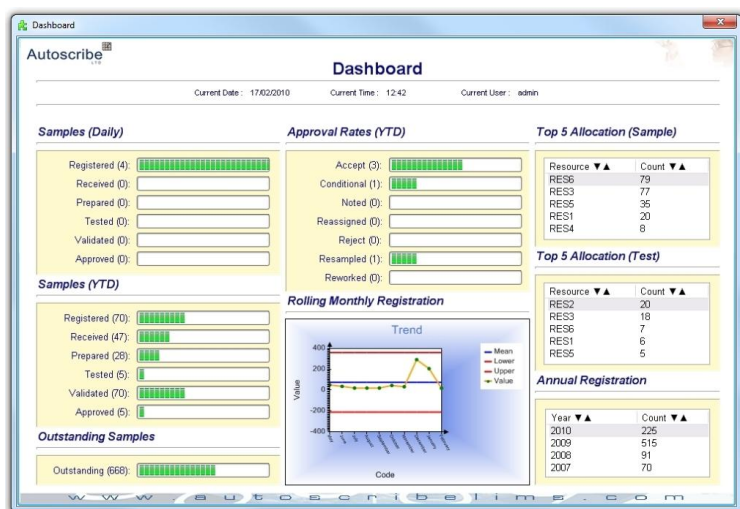 Dashboard
Autoscribe
LTD
Dashboard
Current Date : 17/02/2010 Current Time : 12:42 Current User : admin
Samples (Daily)
Registered (4):
Received (0):
Prepared (0):
Tested (0):
Validated (0):
Approved (0):
Samples (YTD)
Registered (70):
Received (47):
Prepared (28):
Tested (5):
Validated (70):
Approved (5):
Outstanding Samples
Outstanding (668):
Approval Rates (YTD)
Accept (3):
Conditional (1):
Noted (0):
Reassigned (0):
Reject (0):
Resampled (1):
Reworked (0):
Rolling Monthly Registration
Trend
400
200
0
-200
-400
Value
Mean
Lower
Upper
Value
Code
Top 5 Allocation (Sample)
Resource ▼▲ Count ▼▲
RES6 79
RES3 77
RES5 35
RES1 20
RES4 8
Top 5 Allocation (Test)
Resource ▼▲ Count ▼▲
RES2 20
RES3 18
RES6 7
RES1 6
RES5 5
Annual Registration
Year ▼▲ Count ▼▲
2010 225
2009 515
2008 91
2007 70
www.autoscribelims.com